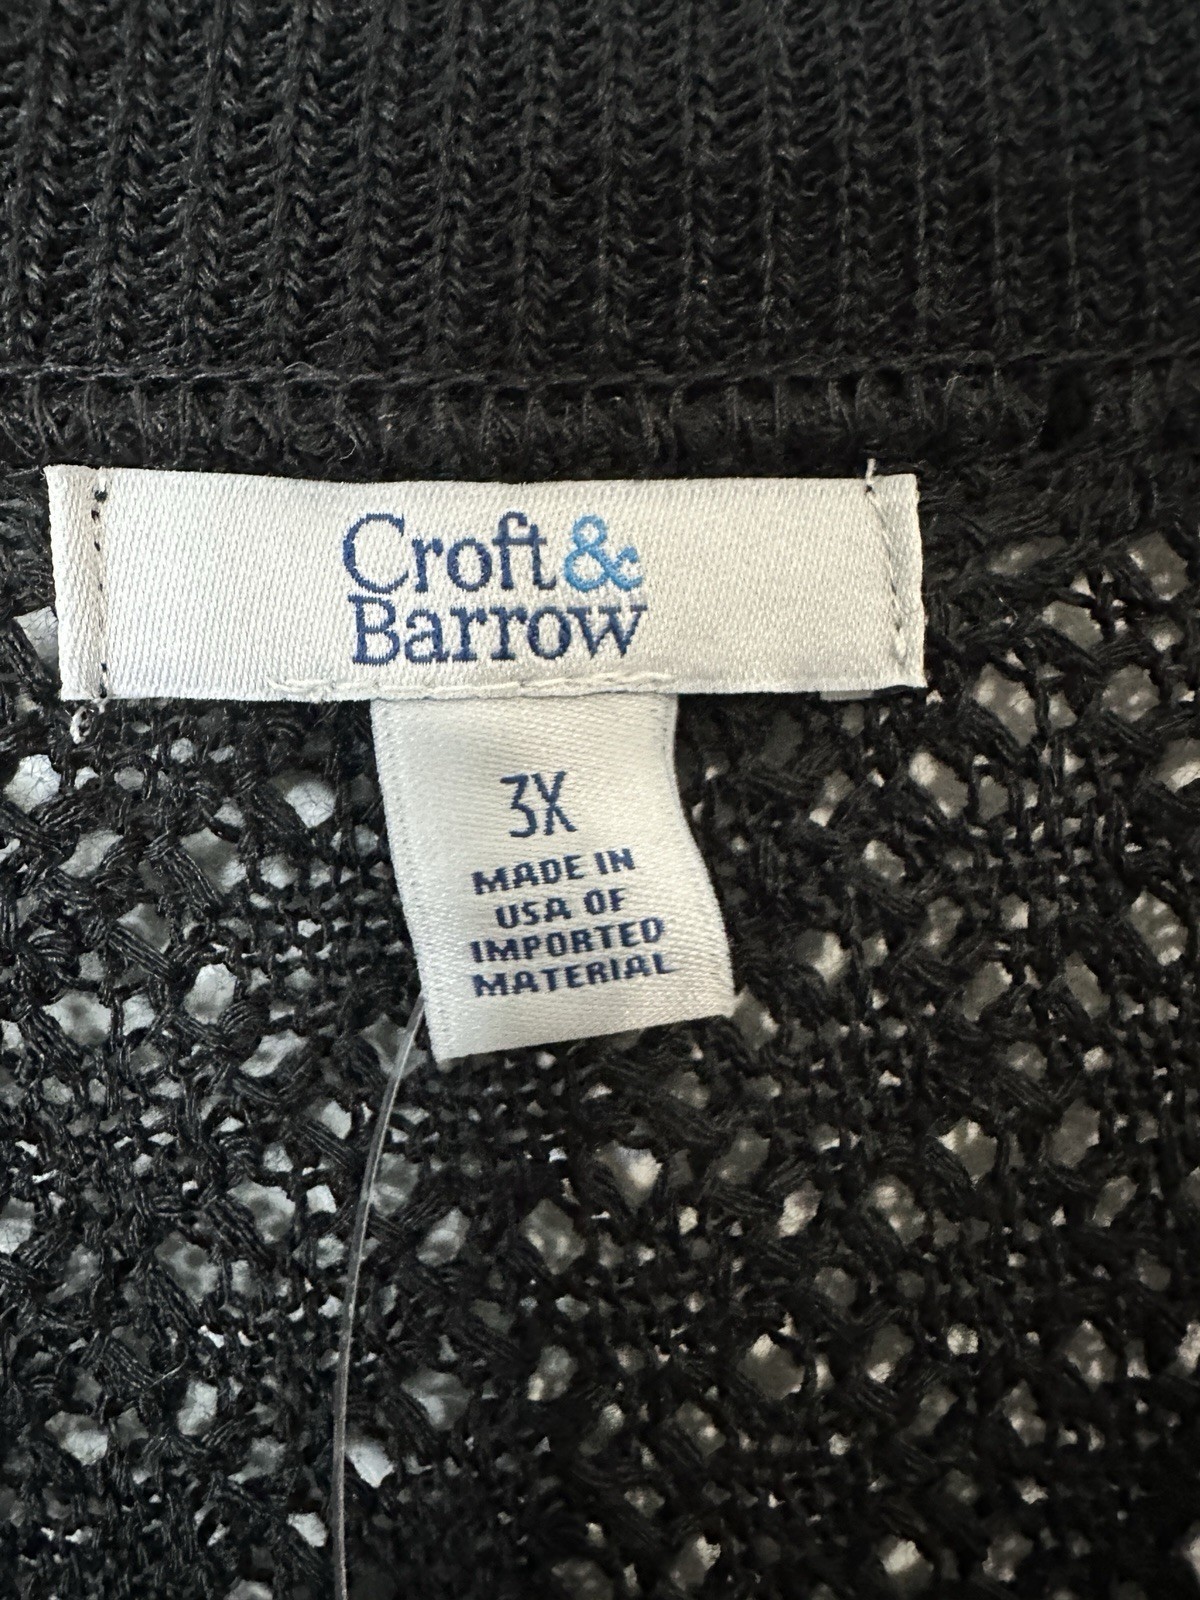 Croft &
Barrow
3X
MADE IN
USA OF
IMPORTED
MATERIAL